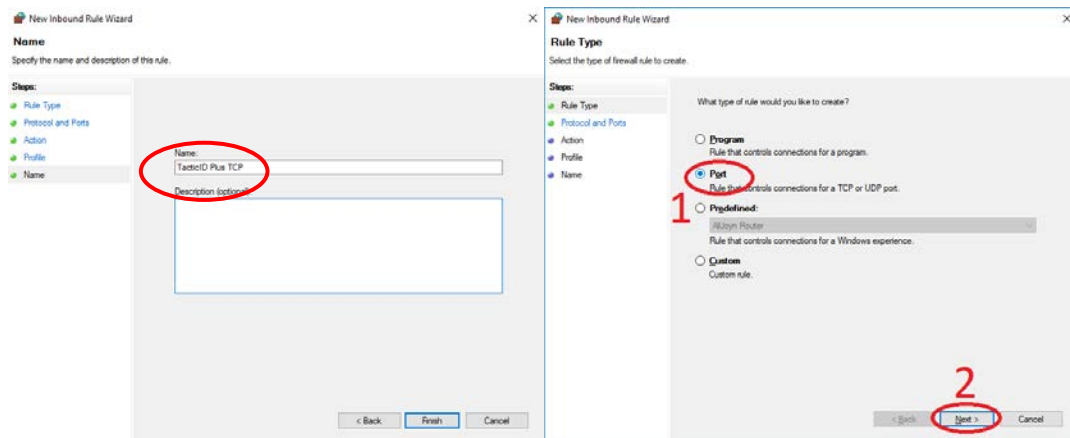 New Inbound Rule Wizard
Name
Specify the name and description of this rule.
Steps:
Rule Type
Protocol and Ports
Action
Profile
Name
Name:
TacticID Plus TCP
Description (optional):
< Back
Finish
Cancel
New Inbound Rule Wizard
Rule Type
Select the type of firewall rule to create.
Steps:
Rule Type
Protocol and Ports
Action
Profile
Name
What type of rule would you like to create?
Program
Rule that controls connections for a program.
Port
Rule that controls connections for a TCP or UDP port.
1
Predefined:
AllJoyn Router
Rule that controls connections for a Windows experience.
Custom
Custom rule.
2
< Back
Next >
Cancel